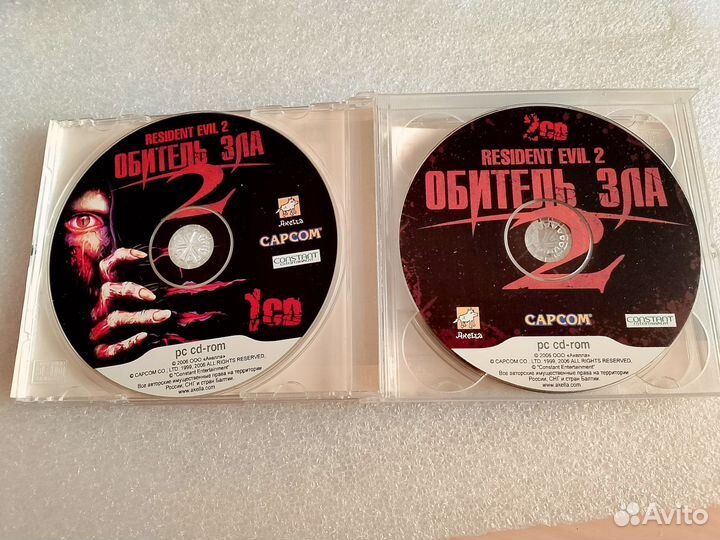 RESIDENT EVIL 2
ОБИТЕЛЬ ЗЛА
2
Акелла
CAPCOM
CONSTANT
ENTERTAINMENT
1CD
pc cd-rom
© 2006 ООО «Акелла»
© CAPCOM CO., LTD. 1999, 2006 ALL RIGHTS RESERVED.
© "Constant Entertainment"
Все авторские имущественные права на территории
России, СНГ и стран Балтии.
www.akella.com
2CD
RESIDENT EVIL 2
ОБИТЕЛЬ ЗЛА
2
Акелла
CAPCOM
CONSTANT
ENTERTAINMENT
pc cd-rom
© 2006 ООО «Акелла»
© CAPCOM CO., LTD. 1999, 2006 ALL RIGHTS RESERVED.
© "Constant Entertainment"
Все авторские имущественные права на территории
России, СНГ и стран Балтии.
www.akella.com
Avito